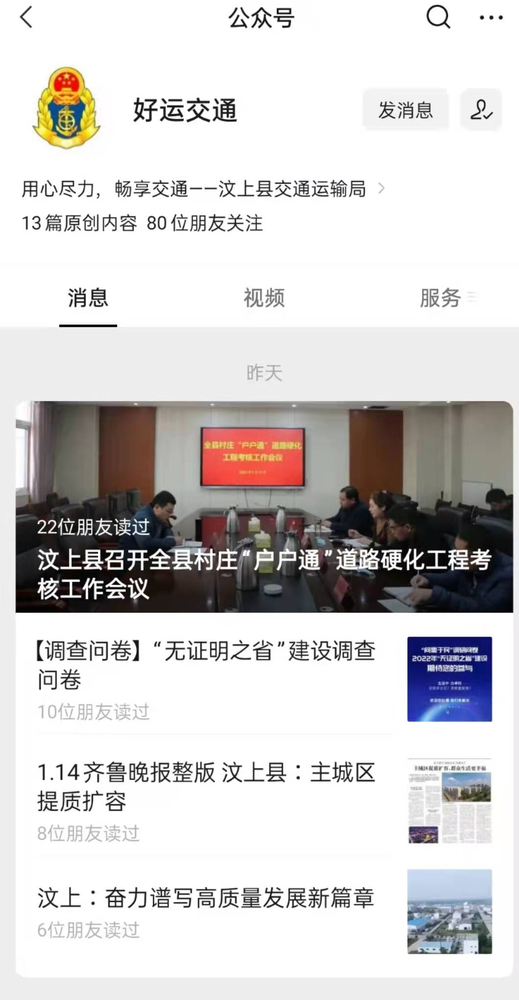 公众号
好运交通
发消息
用心尽力，畅享交通——汶上县交通运输局
13篇原创内容 80位朋友关注
消息 视频 服务
昨天
全县村庄“户户通”道路硬化
工程考核工作会议
22位朋友读过
汶上县召开全县村庄“户户通”道路硬化工程考
核工作会议
【调查问卷】“无证明之省”建设调查
问卷
10位朋友读过
“问需于民”调研问卷
2022年“无证明之省”建设
期待您的参与
1.14齐鲁晚报整版 汶上县：主城区
提质扩容
8位朋友读过
主城区提质扩容，群众生活更幸福
汶上：奋力谱写高质量发展新篇章
6位朋友读过